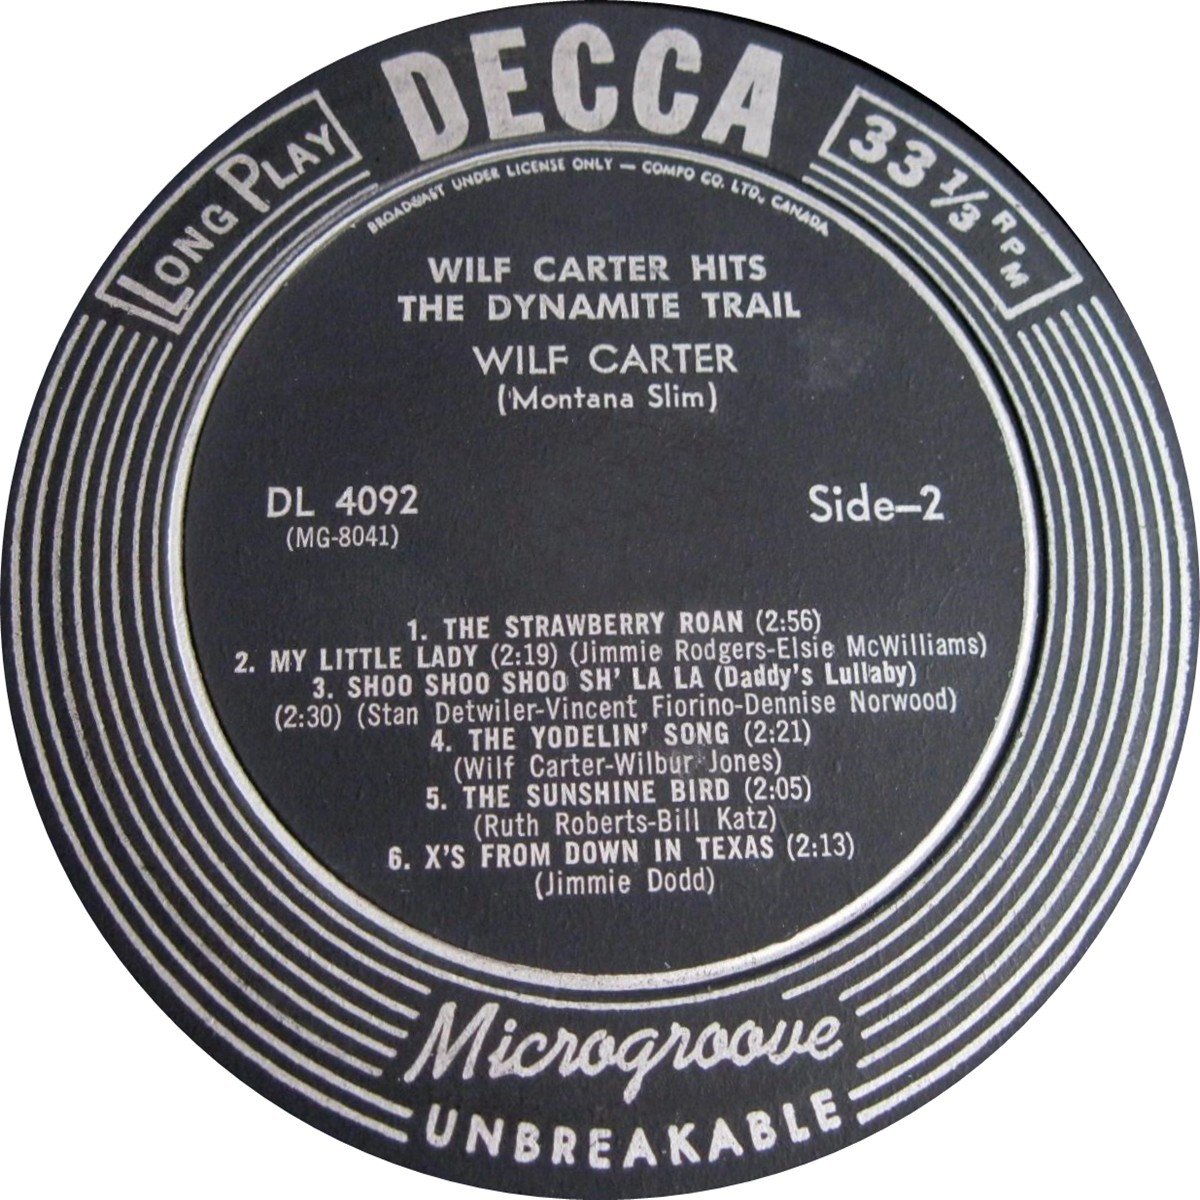 DECCA
LONG PLAY
33 1/3 RPM
BROADCAST UNDER LICENSE ONLY — COMPO CO. LTD., CANADA
WILF CARTER HITS
THE DYNAMITE TRAIL
WILF CARTER
(Montana Slim)
DL 4092
(MG-8041)
Side-2
1. THE STRAWBERRY ROAN (2:56)
2. MY LITTLE LADY (2:19) (Jimmie Rodgers-Elsie McWilliams)
3. SHOO SHOO SHOO SH' LA LA (Daddy's Lullaby)
(2:30) (Stan Detwiler-Vincent Fiorino-Dennise Norwood)
4. THE YODELIN' SONG (2:21)
(Wilf Carter-Wilbur Jones)
5. THE SUNSHINE BIRD (2:05)
(Ruth Roberts-Bill Katz)
6. X'S FROM DOWN IN TEXAS (2:13)
(Jimmie Dodd)
Microgroove
UNBREAKABLE